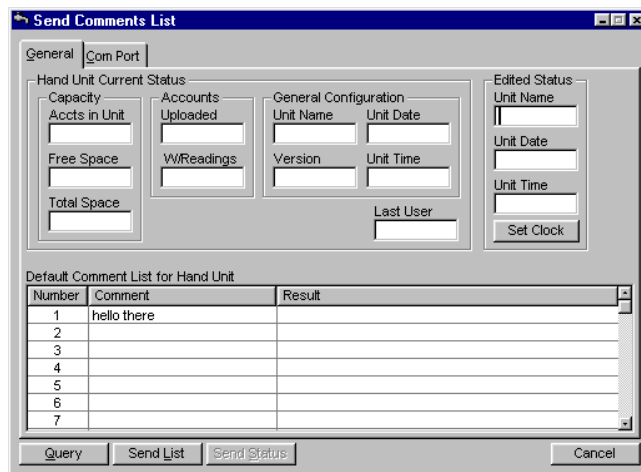 Send Comments List
General Com Port
Hand Unit Current Status
Capacity
Accts in Unit
Free Space
Total Space
Accounts
Uploaded
W/Readings
General Configuration
Unit Name Unit Date
Version Unit Time
Last User
Edited Status
Unit Name
Unit Date
Unit Time
Set Clock
Default Comment List for Hand Unit
Number Comment Result
1 hello there
2
3
4
5
6
7
Query Send List Send Status Cancel